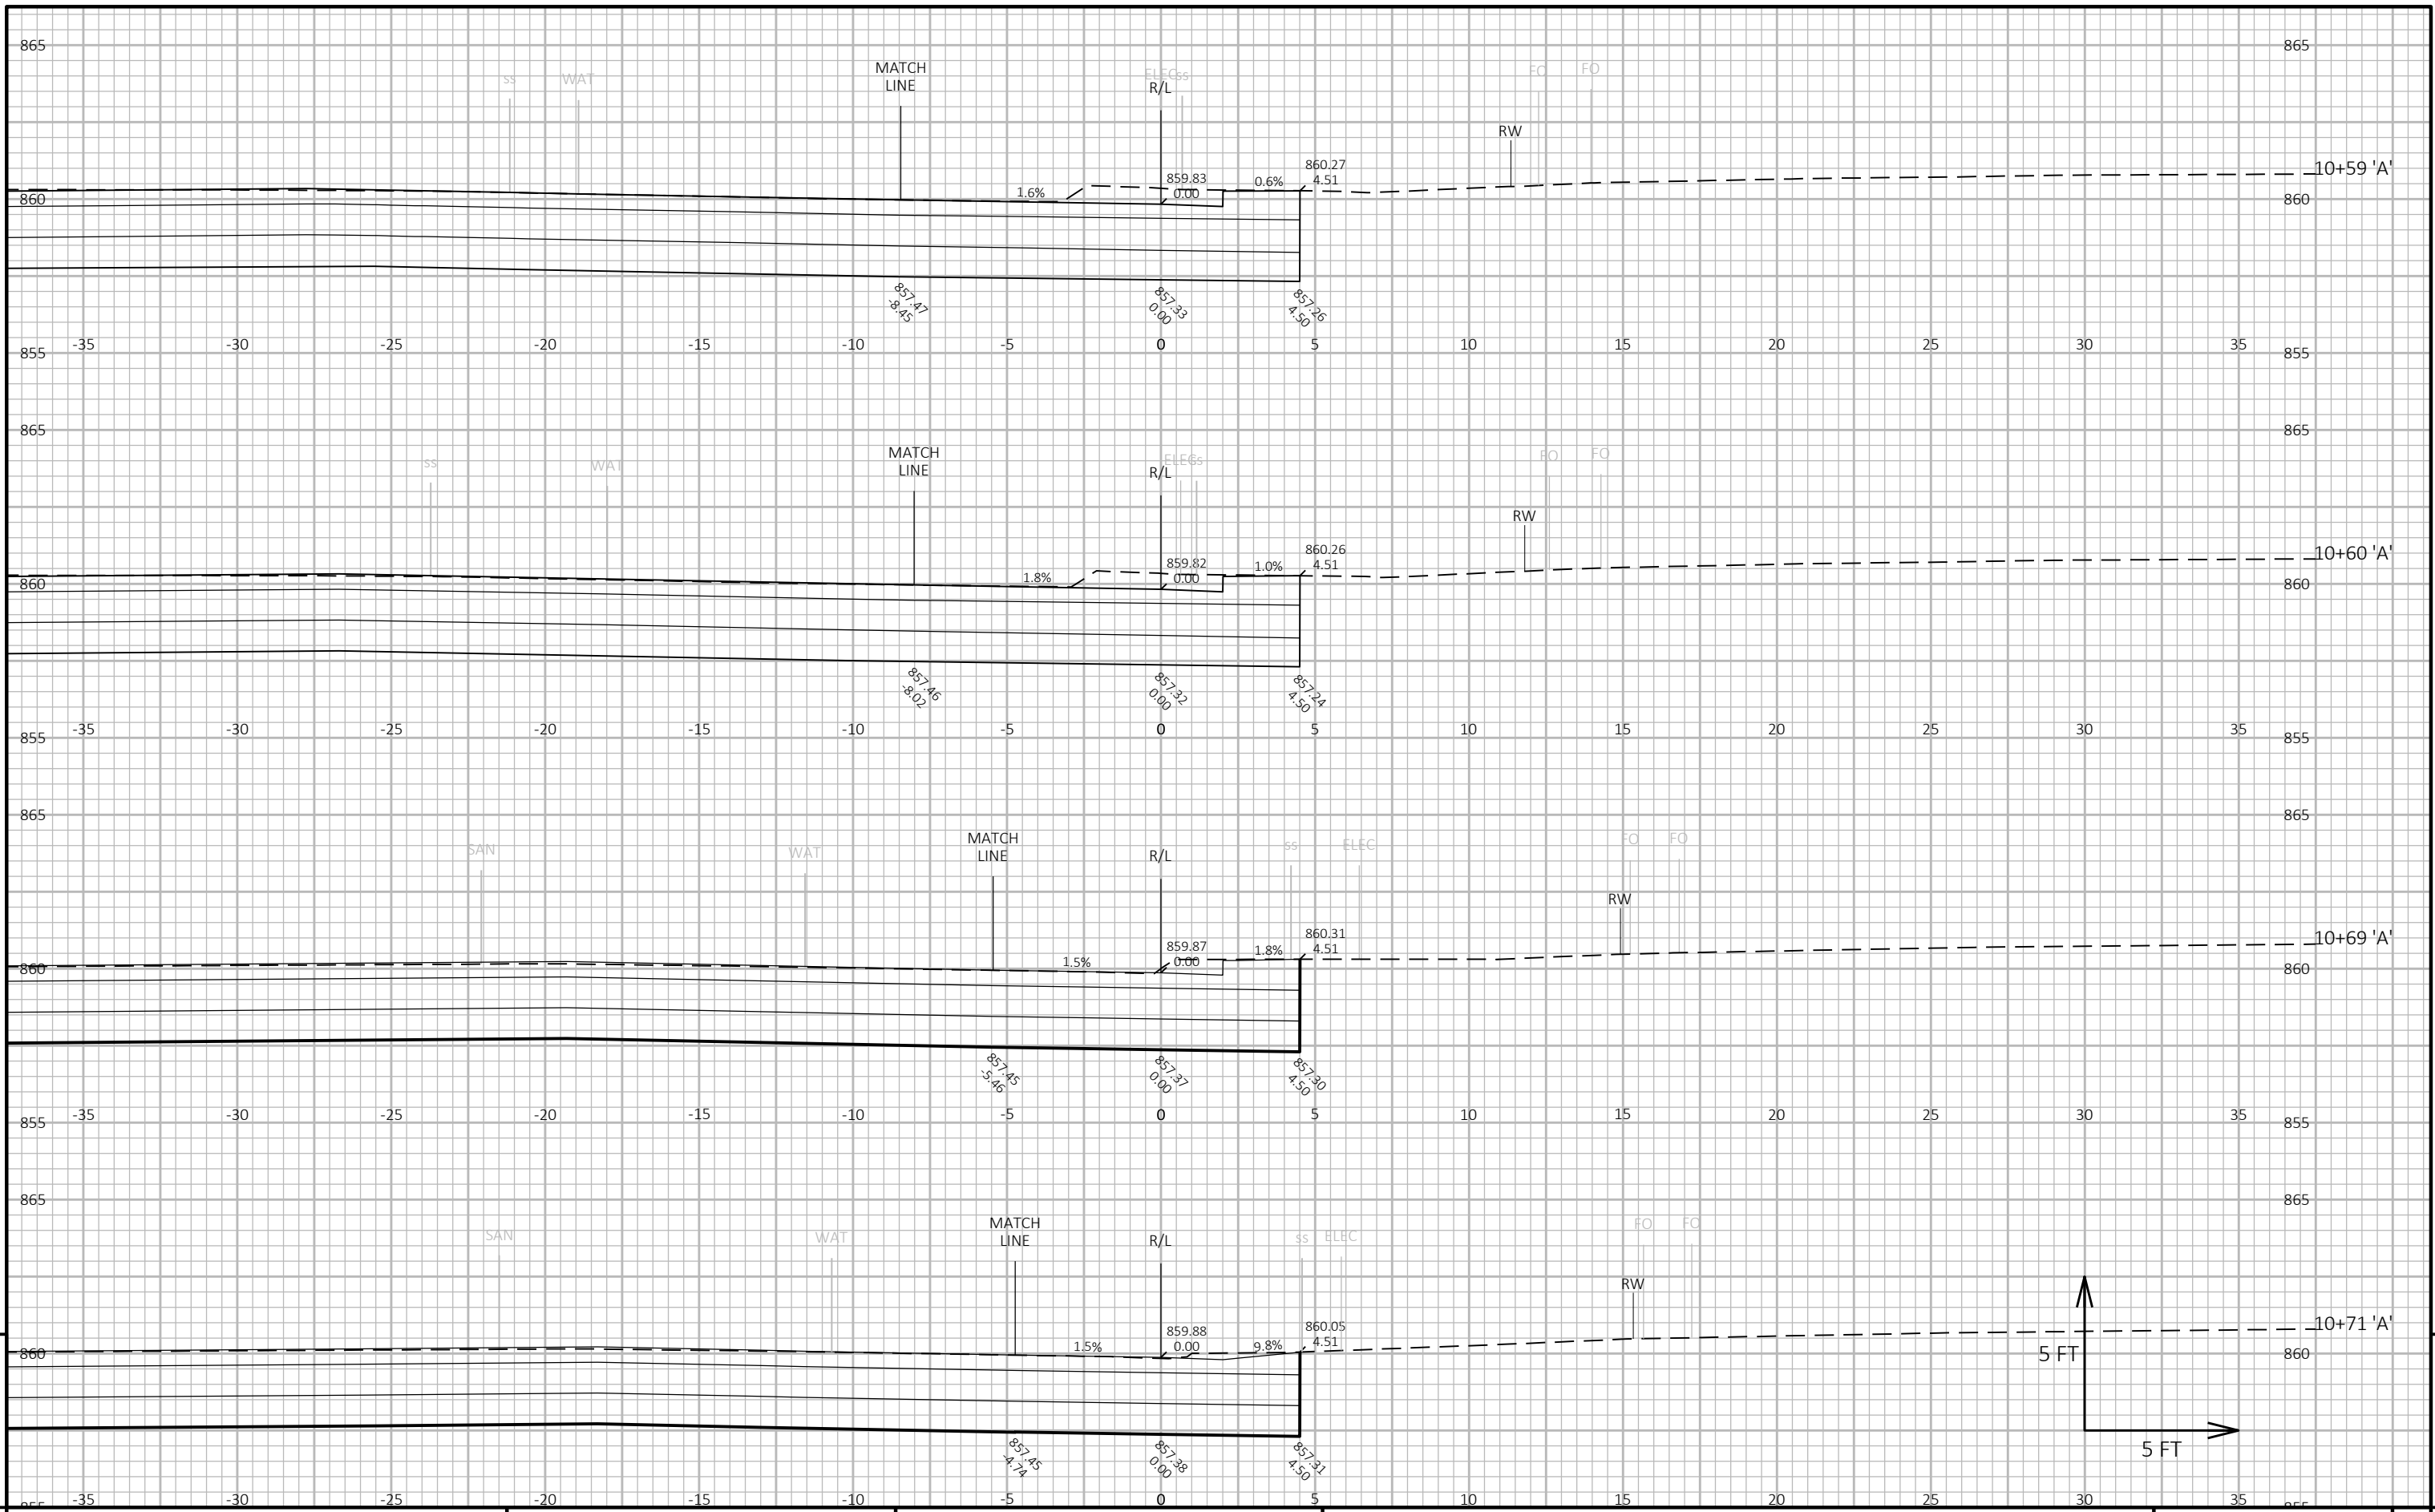 865 865
ss WAT MATCH ELEC ss FO FO
LINE R/L
RW
860.27
10+59 'A'
1.6% 859.83 0.6% 4.51
860 0.00 860
857.47 857.33 857.26
-8.45 0.00 4.50
855 -35 -30 -25 -20 -15 -10 -5 0 5 10 15 20 25 30 35 855
865 865
ss WAT MATCH ELEC ss FO FO
LINE R/L
RW
860.26
10+60 'A'
1.8% 859.82 1.0% 4.51
860 0.00 860
857.46 857.32 857.24
-8.02 0.00 4.50
855 -35 -30 -25 -20 -15 -10 -5 0 5 10 15 20 25 30 35 855
865 865
SAN WAT MATCH ss ELEC FO FO
LINE R/L
RW
860.31
10+69 'A'
1.5% 859.87 1.8% 4.51
860 0.00 860
857.45 857.37 857.30
-5.46 0.00 4.50
855 -35 -30 -25 -20 -15 -10 -5 0 5 10 15 20 25 30 35 855
865 865
SAN WAT MATCH ss ELEC FO FO
LINE R/L
RW
860.05
10+71 'A'
1.5% 859.88 9.8% 4.51
860 0.00 5 FT 860
857.45 857.38 857.31
-4.74 0.00 4.50
5 FT
855 -35 -30 -25 -20 -15 -10 -5 0 5 10 15 20 25 30 35 855